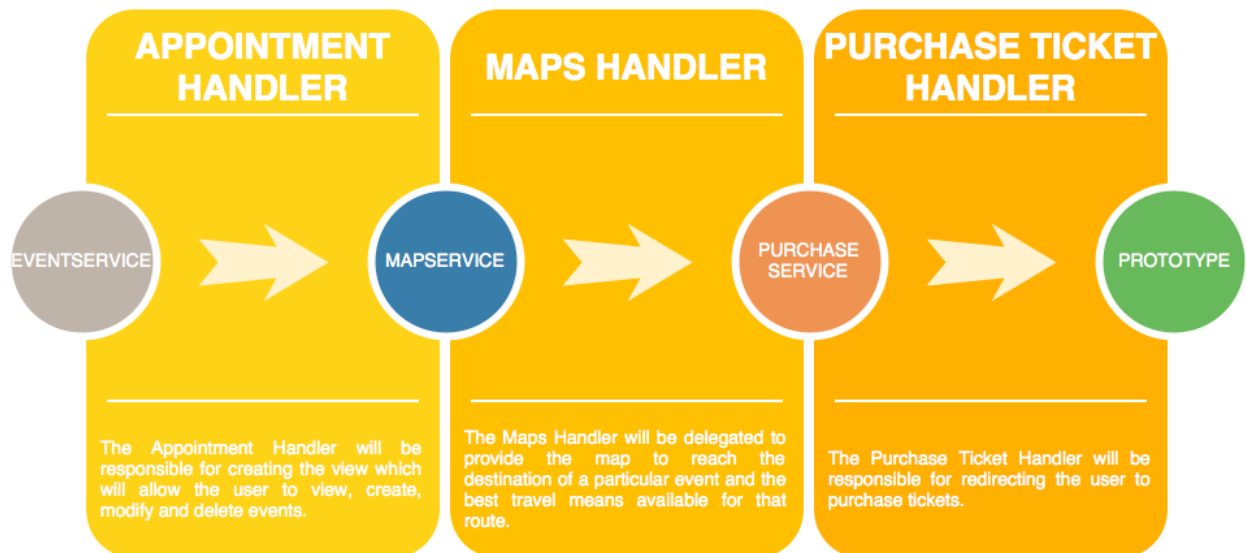 APPOINTMENT
HANDLER
MAPS HANDLER
PURCHASE TICKET
HANDLER
EVENTSERVICE
MAPSERVICE
PURCHASE
SERVICE
PROTOTYPE
The Appointment Handler will be
responsible for creating the view which
will allow the user to view, create,
modify and delete events.
The Maps Handler will be delegated to
provide the map to reach the
destination of a particular event and the
best travel means available for that
route.
The Purchase Ticket Handler will be
responsible for redirecting the user to
purchase tickets.